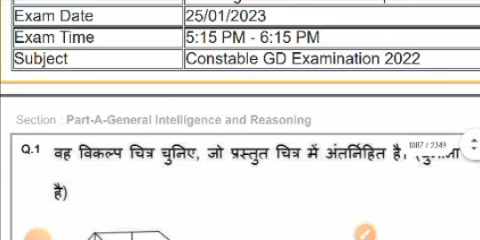 Exam Date 25/01/2023
Exam Time 5:15 PM - 6:15 PM
Subject Constable GD Examination 2022
Section : Part-A-General Intelligence and Reasoning
Q.1 वह विकल्प चित्र चुनिए, जो प्रस्तुत चित्र में अंतर्निहित है,
है)